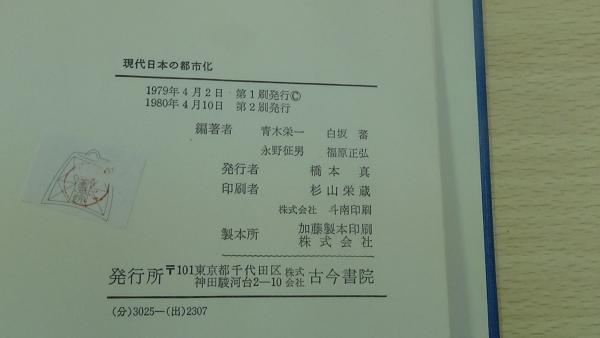 現代日本の都市化
1979年4月2日 第1刷発行©
1980年4月10日 第2刷発行
編著者 青木栄一 白坂 蕃
永野征男 福原正弘
発行者 橋本 真
印刷者 杉山栄蔵
株式会社 斗南印刷
製本所 加藤製本印刷株式会社
発行所 〒101東京都千代田区神田駿河台2—10 株式会社 古今書院
(分)3025—(出)2307